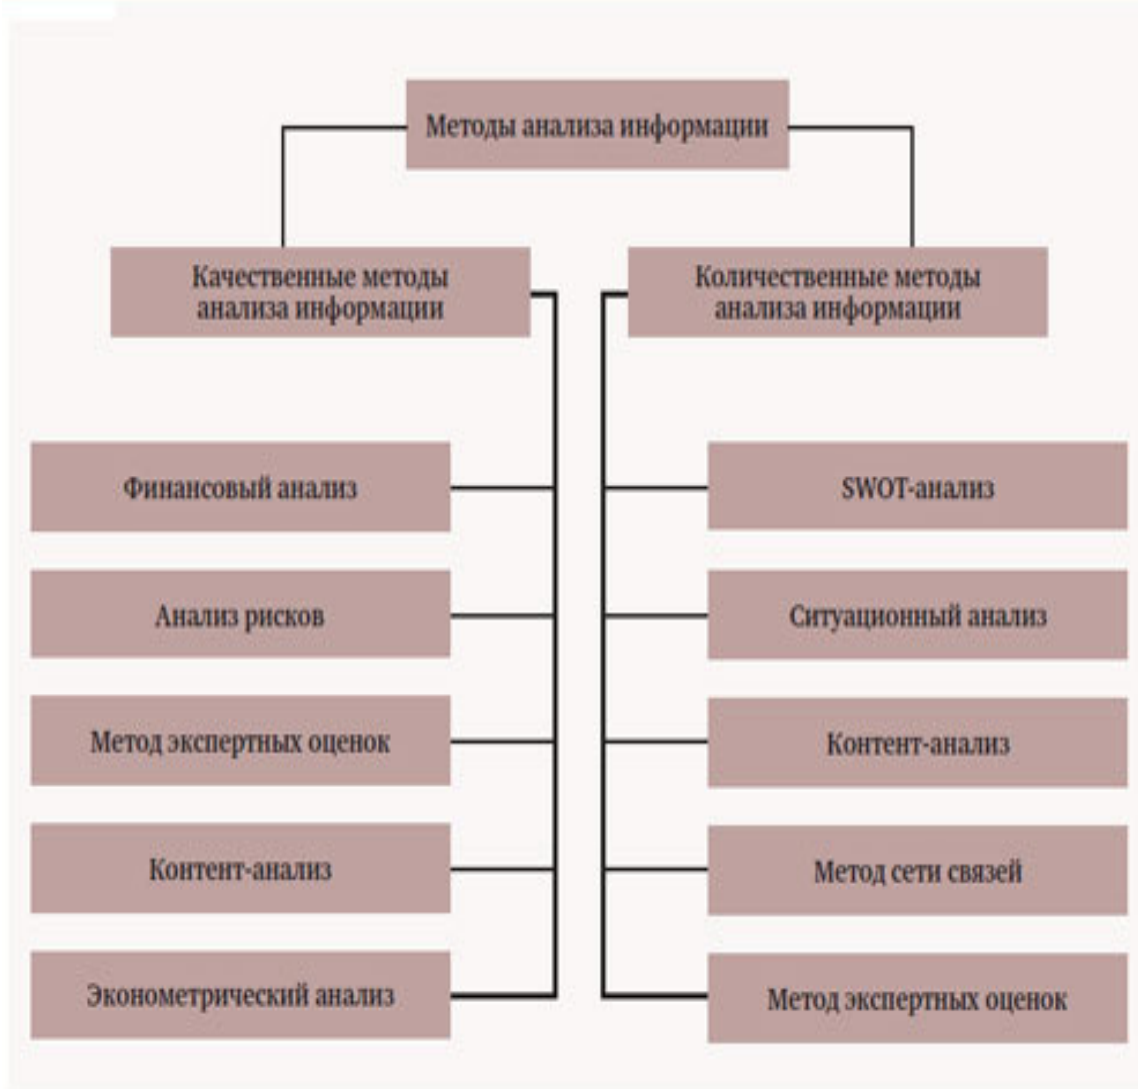 Методы анализа информации
Качественные методы
анализа информации
Количественные методы
анализа информации
Финансовый анализ
Анализ рисков
Метод экспертных оценок
Контент-анализ
Эконометрический анализ
SWOT-анализ
Ситуационный анализ
Контент-анализ
Метод сети связей
Метод экспертных оценок